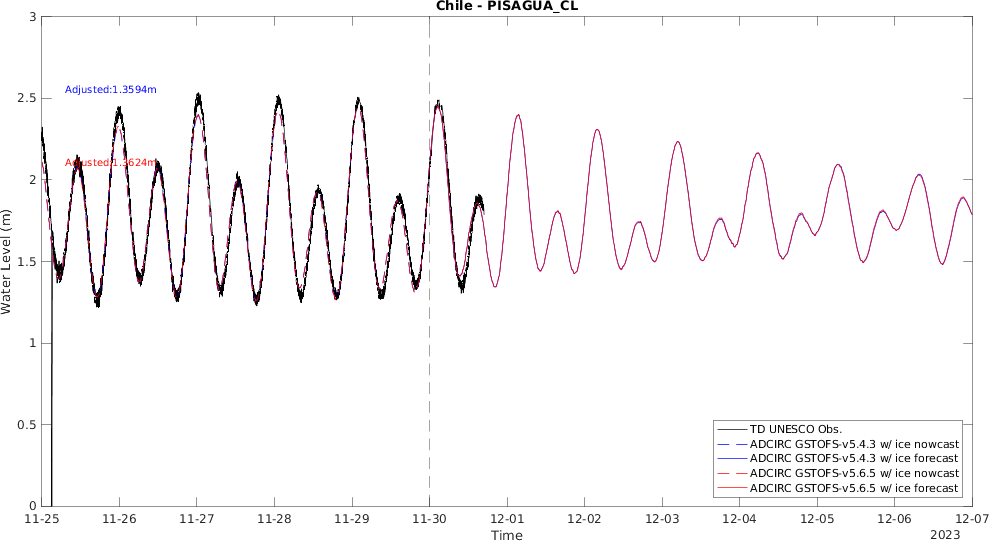 Chile - PISAGUA_CL
3
2.5
2
1.5
1
0.5
0
Water Level (m)
Adjusted:1.3594m
Adjusted:1.3624m
TD UNESCO Obs.
ADCIRC GSTOFS-v5.4.3 w/ ice nowcast
ADCIRC GSTOFS-v5.4.3 w/ ice forecast
ADCIRC GSTOFS-v5.6.5 w/ ice nowcast
ADCIRC GSTOFS-v5.6.5 w/ ice forecast
11-25 11-26 11-27 11-28 11-29 11-30 12-01 12-02 12-03 12-04 12-05 12-06 12-07
Time
2023